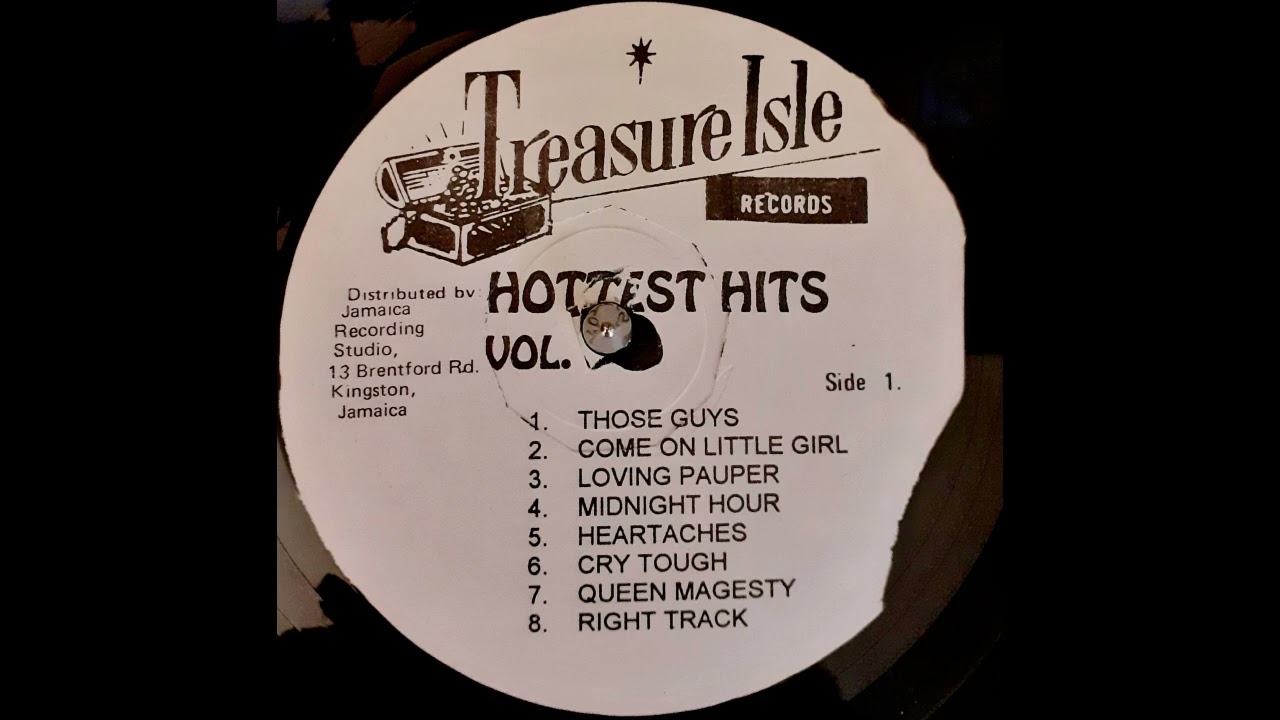 Treasure Isle
RECORDS
HOTTEST HITS
VOL.
Distributed by:
Jamaica
Recording
Studio,
13 Brentford Rd.
Kingston,
Jamaica
Side 1.
1. THOSE GUYS
2. COME ON LITTLE GIRL
3. LOVING PAUPER
4. MIDNIGHT HOUR
5. HEARTACHES
6. CRY TOUGH
7. QUEEN MAGESTY
8. RIGHT TRACK